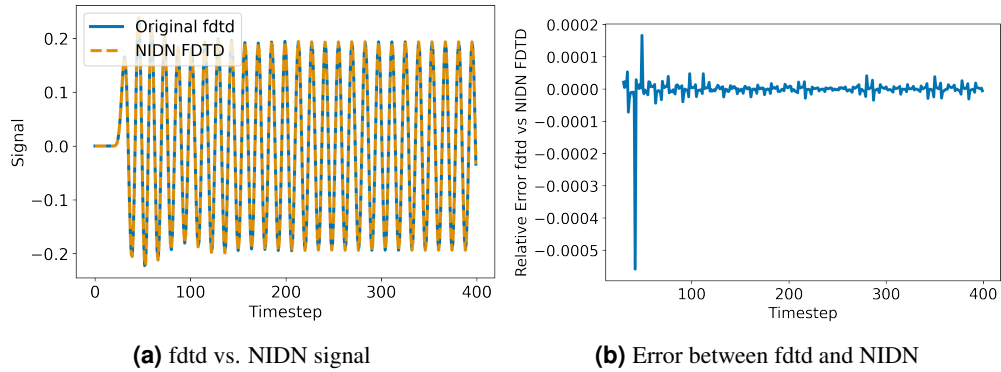 Original fdtd
NIDN FDTD
0.2
0.1
0.0
−0.1
−0.2
Signal
0
100
200
300
400
Timestep
(a) fdtd vs. NIDN signal
0.0002
0.0001
0.0000
−0.0001
−0.0002
−0.0003
−0.0004
−0.0005
Relative Error fdtd vs NIDN FDTD
100
200
300
400
Timestep
(b) Error between fdtd and NIDN